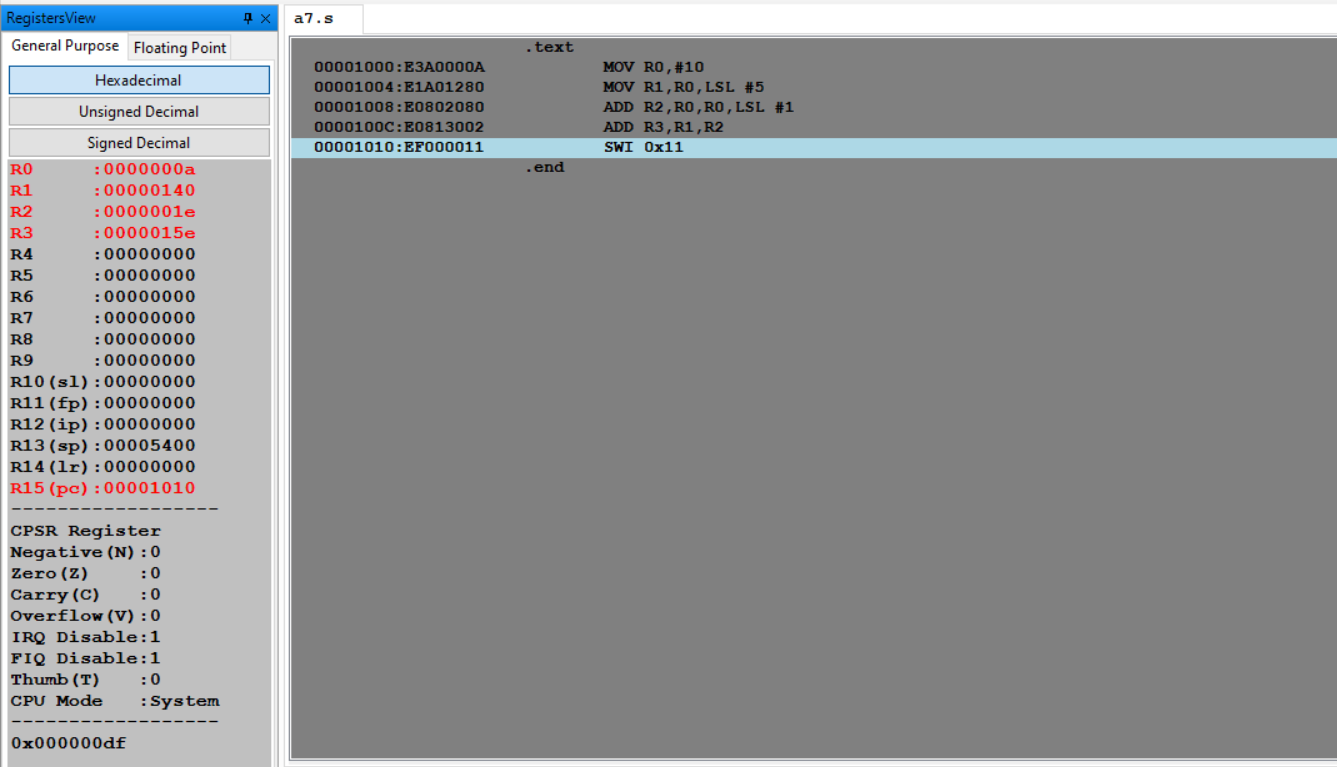 RegistersView
General Purpose Floating Point
Hexadecimal
Unsigned Decimal
Signed Decimal
R0 :0000000a
R1 :00000140
R2 :0000001e
R3 :0000015e
R4 :00000000
R5 :00000000
R6 :00000000
R7 :00000000
R8 :00000000
R9 :00000000
R10(sl):00000000
R11(fp):00000000
R12(ip):00000000
R13(sp):00005400
R14(lr):00000000
R15(pc):00001010
------------------
CPSR Register
Negative(N):0
Zero(Z) :0
Carry(C) :0
Overflow(V):0
IRQ Disable:1
FIQ Disable:1
Thumb(T) :0
CPU Mode :System
------------------
0x000000df
a7.s
.text
00001000:E3A0000A MOV R0,#10
00001004:E1A01280 MOV R1,R0,LSL #5
00001008:E0802080 ADD R2,R0,R0,LSL #1
0000100C:E0813002 ADD R3,R1,R2
00001010:EF000011 SWI 0x11
.end